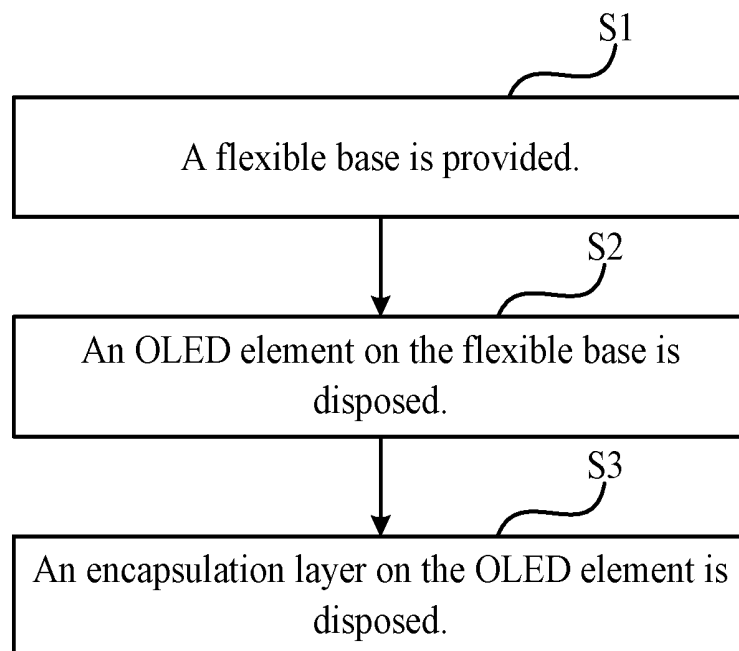 S1
A flexible base is provided.
S2
An OLED element on the flexible base is
disposed.
S3
An encapsulation layer on the OLED element is
disposed.